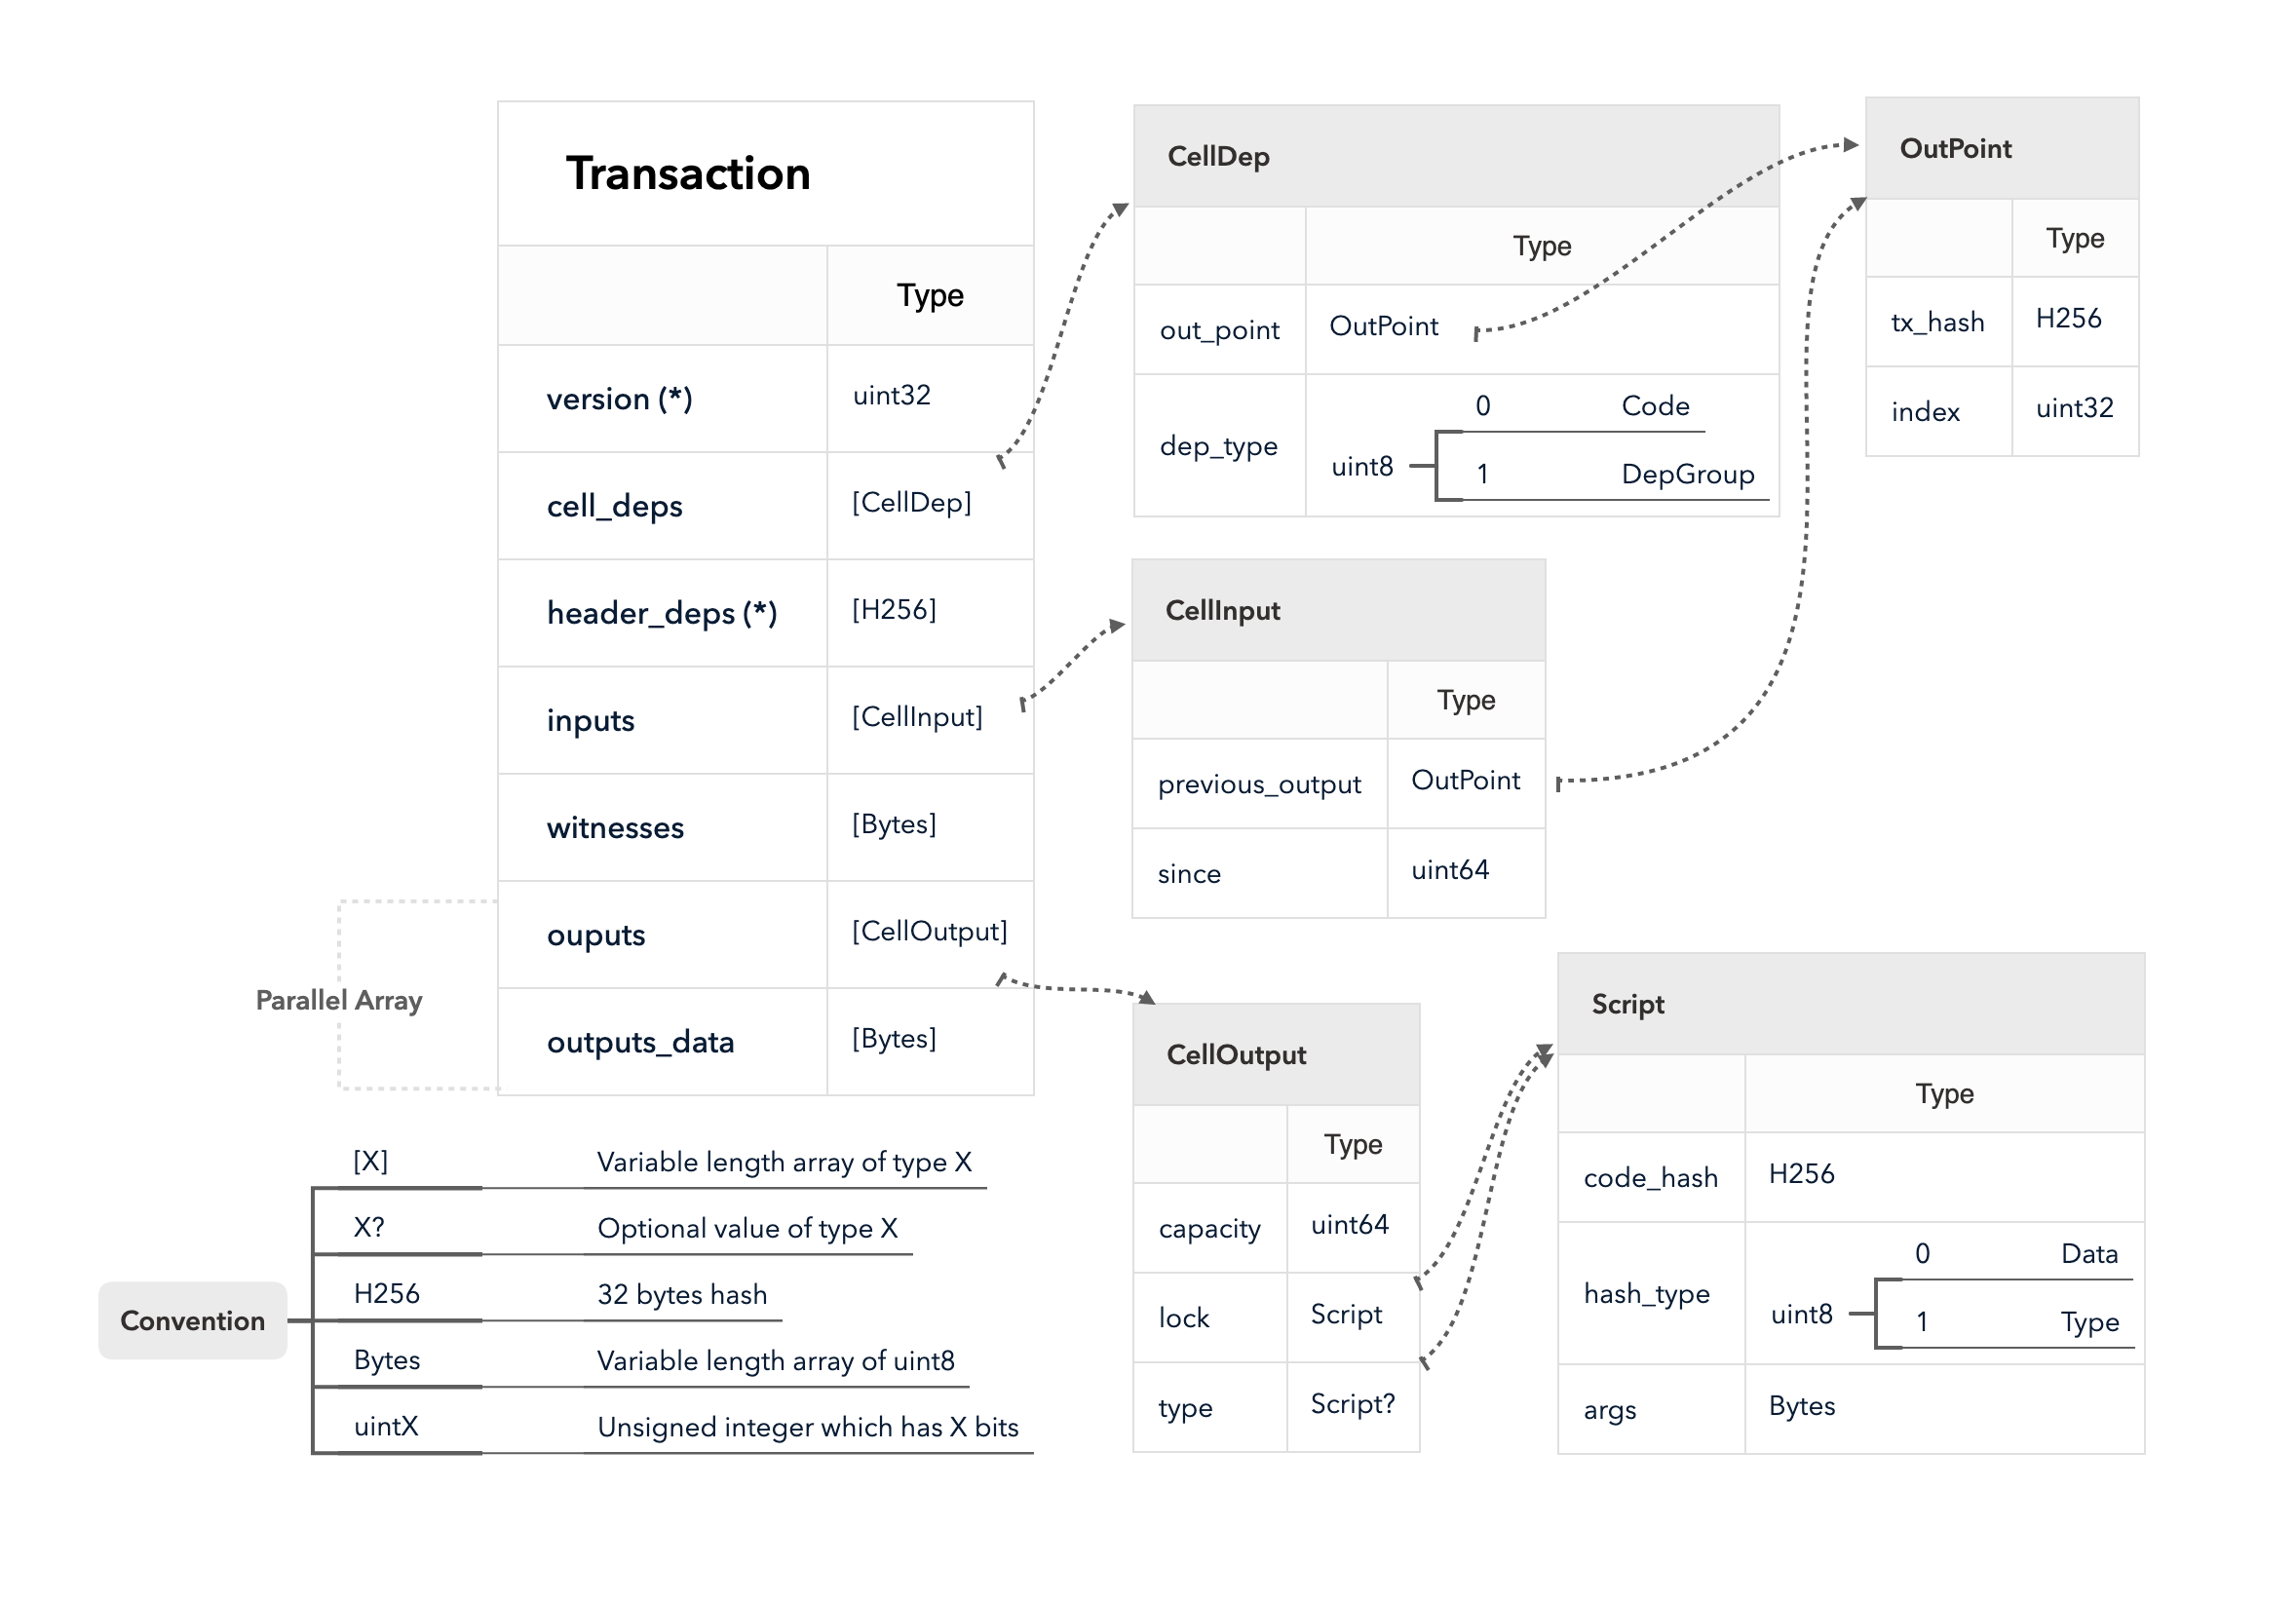 Transaction
Type
version (*) uint32
cell_deps [CellDep]
header_deps (*) [H256]
inputs [CellInput]
witnesses [Bytes]
ouputs [CellOutput]
outputs_data [Bytes]
Parallel Array
CellDep
Type
out_point OutPoint
dep_type uint8
0 Code
1 DepGroup
OutPoint
Type
tx_hash H256
index uint32
CellInput
Type
previous_output OutPoint
since uint64
CellOutput
Type
capacity uint64
lock Script
type Script?
Script
Type
code_hash H256
hash_type uint8
0 Data
1 Type
args Bytes
Convention
[X] Variable length array of type X
X? Optional value of type X
H256 32 bytes hash
Bytes Variable length array of uint8
uintX Unsigned integer which has X bits